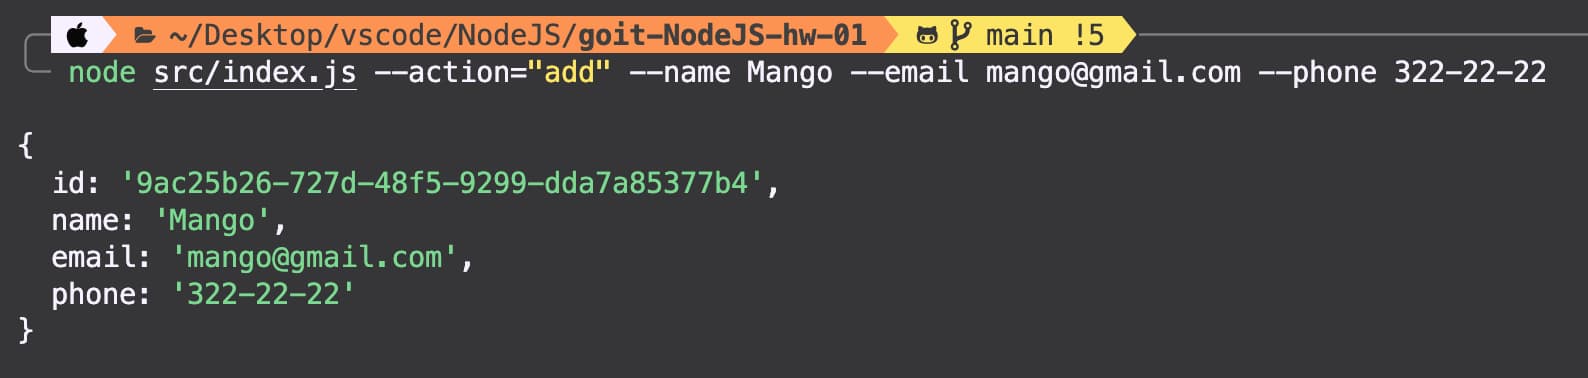 ~/Desktop/vscode/NodeJS/goit-NodeJS-hw-01 main !5
node src/index.js --action="add" --name Mango --email mango@gmail.com --phone 322-22-22
{
id: '9ac25b26-727d-48f5-9299-dda7a85377b4',
name: 'Mango',
email: 'mango@gmail.com',
phone: '322-22-22'
}